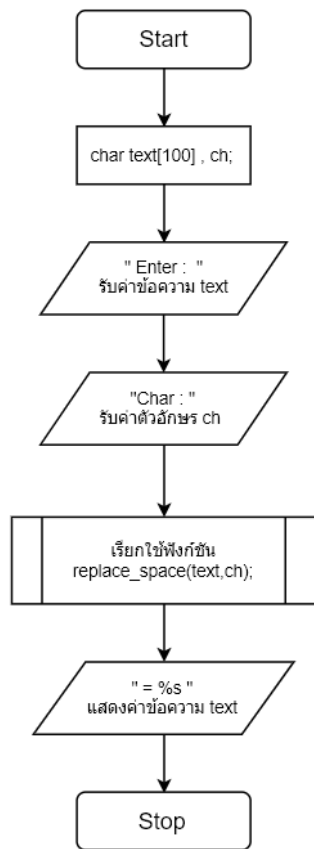 Start
char text[100] , ch;
" Enter :  "
รับค่าข้อความ text
"Char : "
รับค่าตัวอักษร ch
เรียกใช้ฟังก์ชัน
replace_space(text,ch);
" = %s "
แสดงค่าข้อความ text
Stop